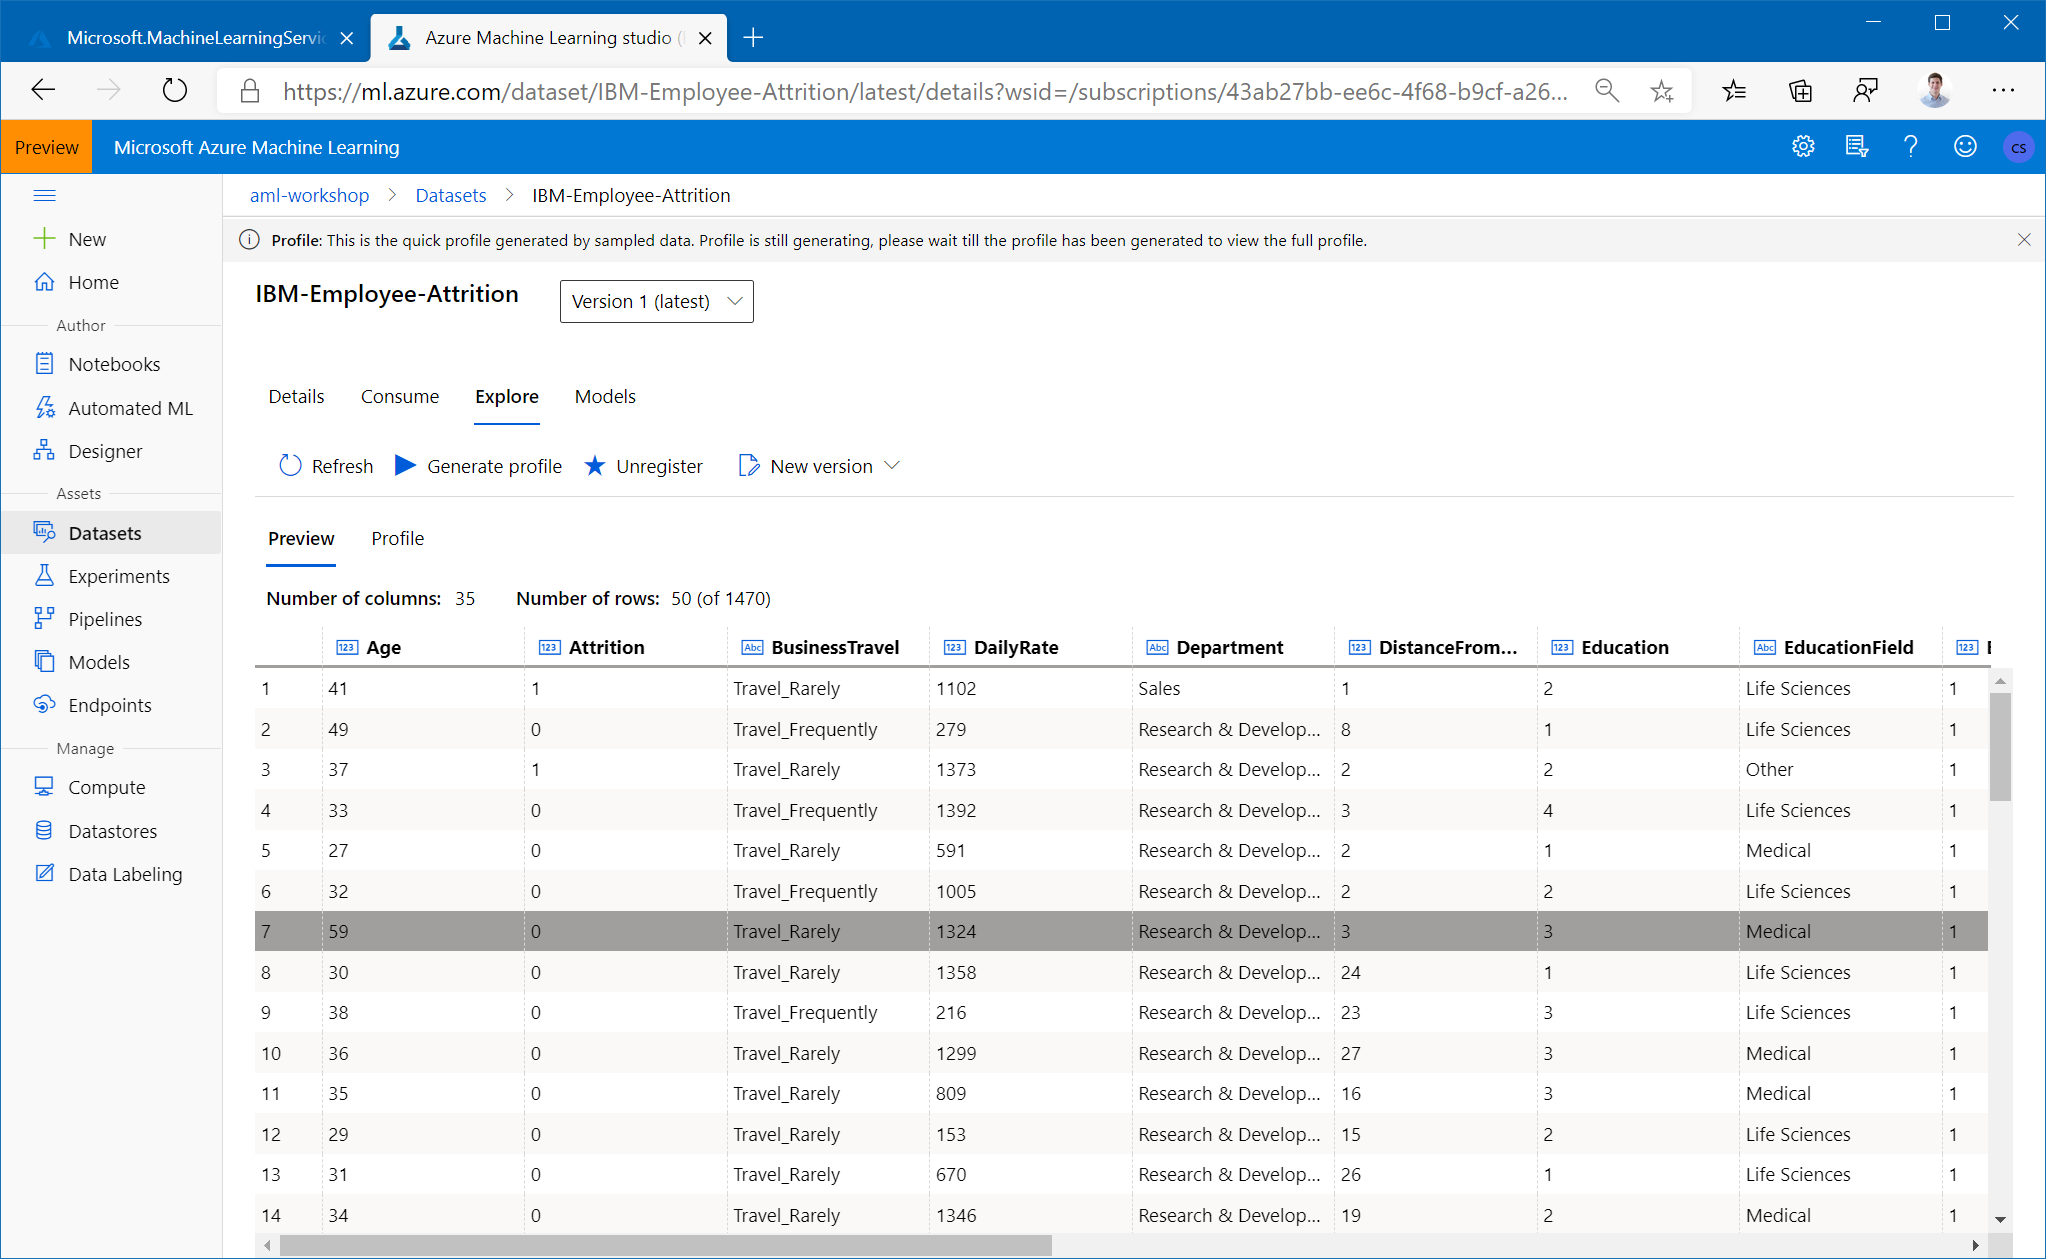 Microsoft.MachineLearningServi
Azure Machine Learning studio (
https://ml.azure.com/dataset/IBM-Employee-Attrition/latest/details?wsid=/subscriptions/43ab27bb-ee6c-4f68-b9cf-a26...
Preview
Microsoft Azure Machine Learning
CS
New
Home
Author
Notebooks
Automated ML
Designer
Assets
Datasets
Experiments
Pipelines
Models
Endpoints
Manage
Compute
Datastores
Data Labeling
aml-workshop > Datasets > IBM-Employee-Attrition
Profile: This is the quick profile generated by sampled data. Profile is still generating, please wait till the profile has been generated to view the full profile.
IBM-Employee-Attrition
Version 1 (latest)
Details Consume Explore Models
Refresh Generate profile Unregister New version
Preview Profile
Number of columns: 35 Number of rows: 50 (of 1470)
123 Age 123 Attrition Abc BusinessTravel 123 DailyRate Abc Department 123 DistanceFrom... 123 Education Abc EducationField 123
1 41 1 Travel_Rarely 1102 Sales 1 2 Life Sciences 1
2 49 0 Travel_Frequently 279 Research & Develop... 8 1 Life Sciences 1
3 37 1 Travel_Rarely 1373 Research & Develop... 2 2 Other 1
4 33 0 Travel_Frequently 1392 Research & Develop... 3 4 Life Sciences 1
5 27 0 Travel_Rarely 591 Research & Develop... 2 1 Medical 1
6 32 0 Travel_Frequently 1005 Research & Develop... 2 2 Life Sciences 1
7 59 0 Travel_Rarely 1324 Research & Develop... 3 3 Medical 1
8 30 0 Travel_Rarely 1358 Research & Develop... 24 1 Life Sciences 1
9 38 0 Travel_Frequently 216 Research & Develop... 23 3 Life Sciences 1
10 36 0 Travel_Rarely 1299 Research & Develop... 27 3 Medical 1
11 35 0 Travel_Rarely 809 Research & Develop... 16 3 Medical 1
12 29 0 Travel_Rarely 153 Research & Develop... 15 2 Life Sciences 1
13 31 0 Travel_Rarely 670 Research & Develop... 26 1 Life Sciences 1
14 34 0 Travel_Rarely 1346 Research & Develop... 19 2 Medical 1